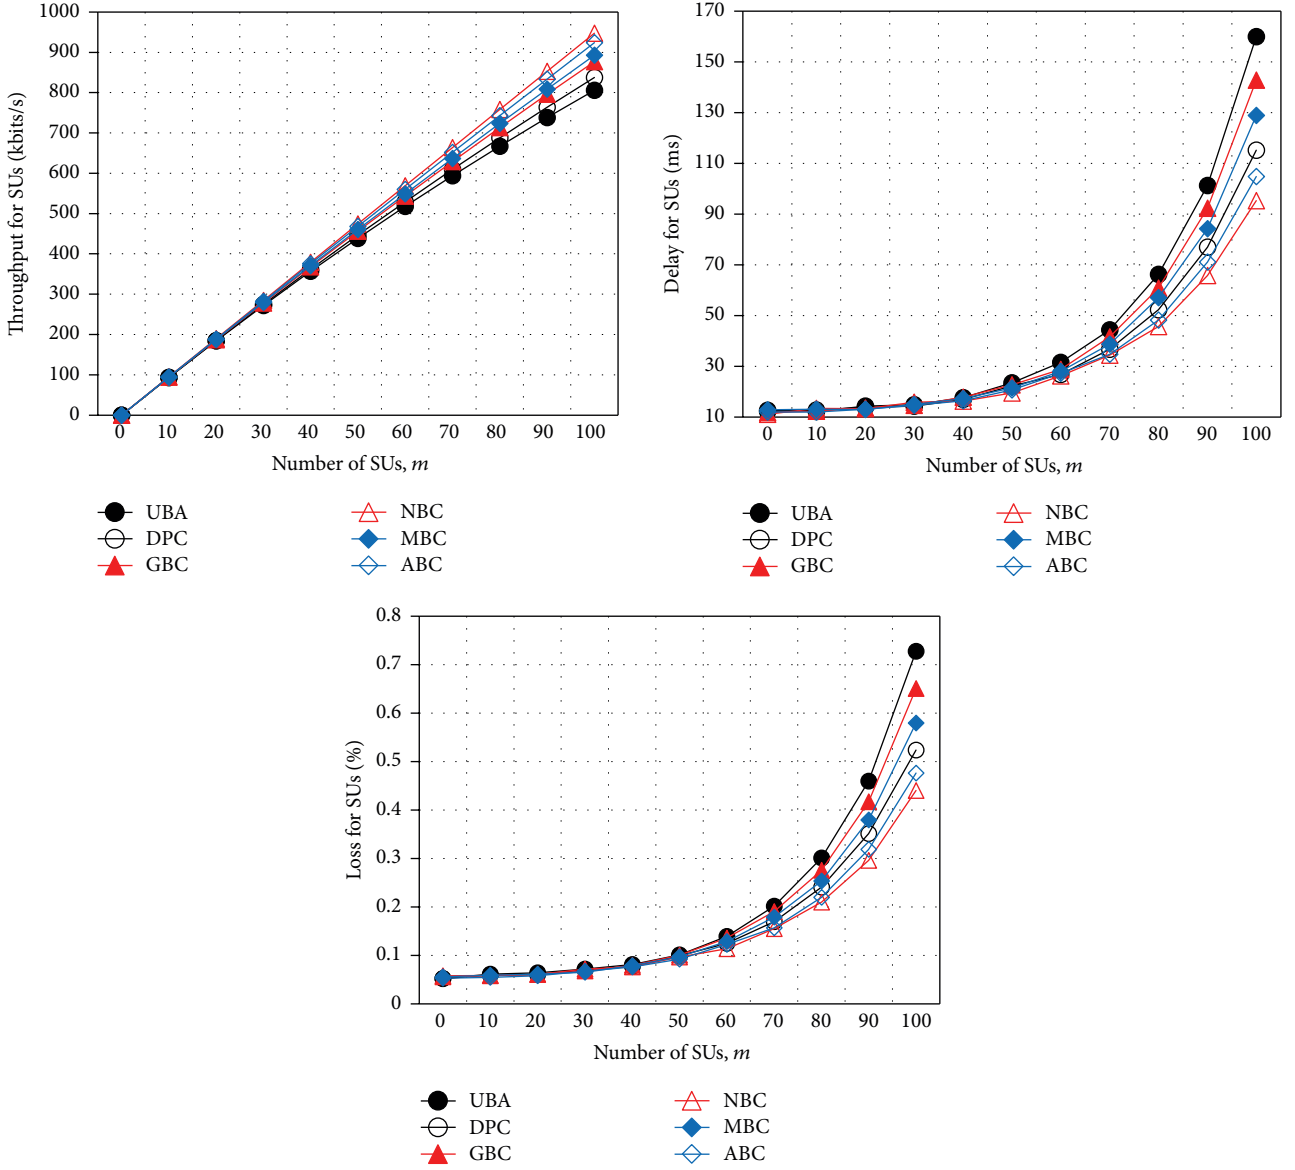 1000
900
800
700
600
500
400
300
200
100
0
Throughput for SUs (kbits/s)
0 10 20 30 40 50 60 70 80 90 100
Number of SUs, m
UBA NBC
DPC MBC
GBC ABC
170
150
130
110
90
70
50
30
10
Delay for SUs (ms)
0 10 20 30 40 50 60 70 80 90 100
Number of SUs, m
UBA NBC
DPC MBC
GBC ABC
0.8
0.7
0.6
0.5
0.4
0.3
0.2
0.1
0
Loss for SUs (%)
0 10 20 30 40 50 60 70 80 90 100
Number of SUs, m
UBA NBC
DPC MBC
GBC ABC